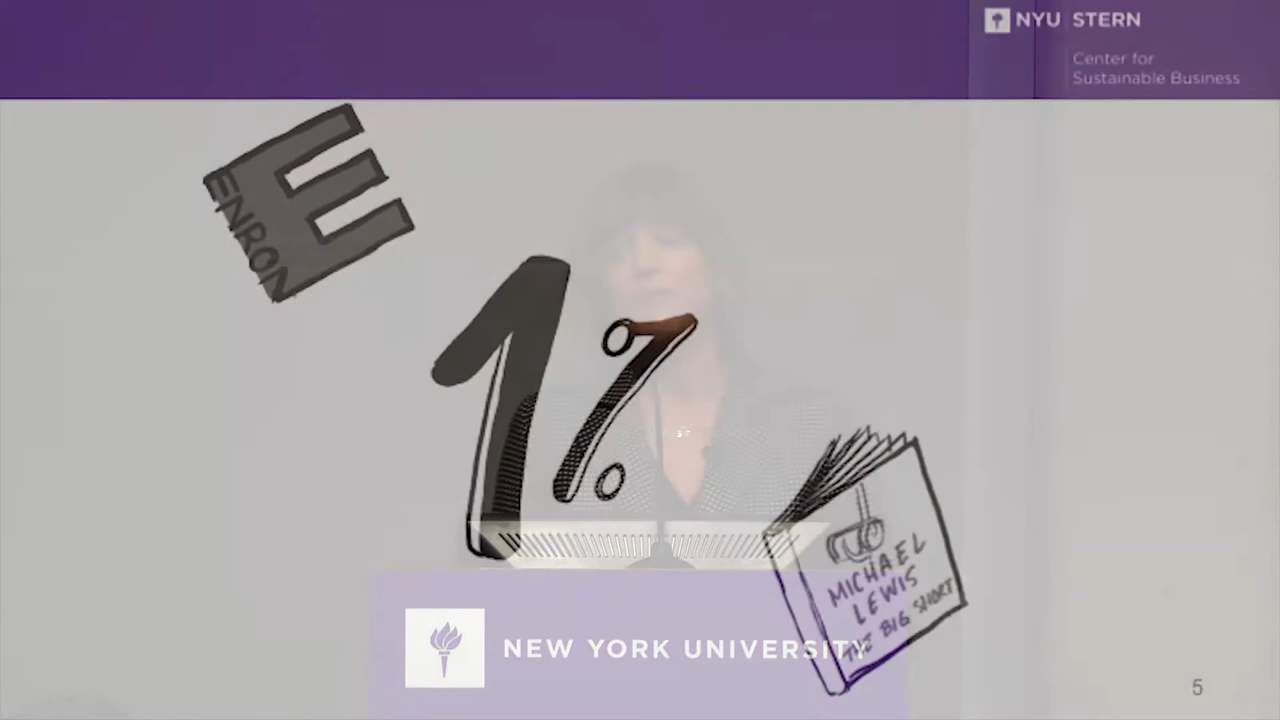 NYU STERN
Center for
Sustainable Business
E
ENRON
1%
MICHAEL
LEWIS
THE BIG SHORT
NEW YORK UNIVERSITY
5